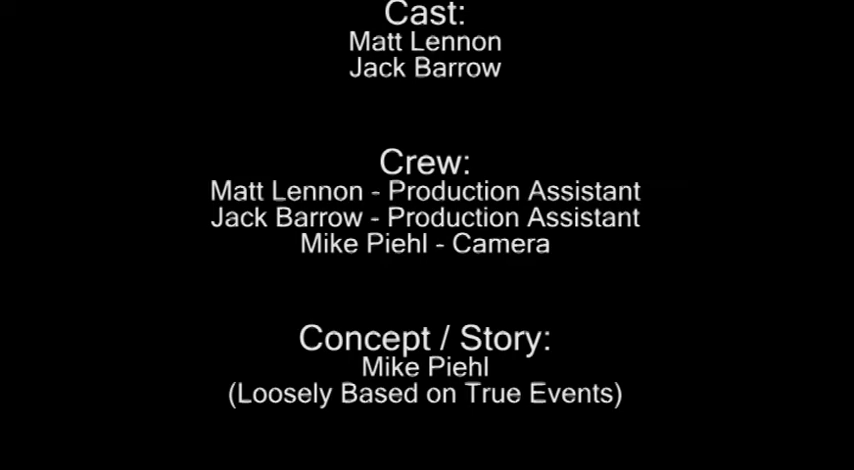 Cast:
Matt Lennon
Jack Barrow
Crew:
Matt Lennon - Production Assistant
Jack Barrow - Production Assistant
Mike Piehl - Camera
Concept / Story:
Mike Piehl
(Loosely Based on True Events)